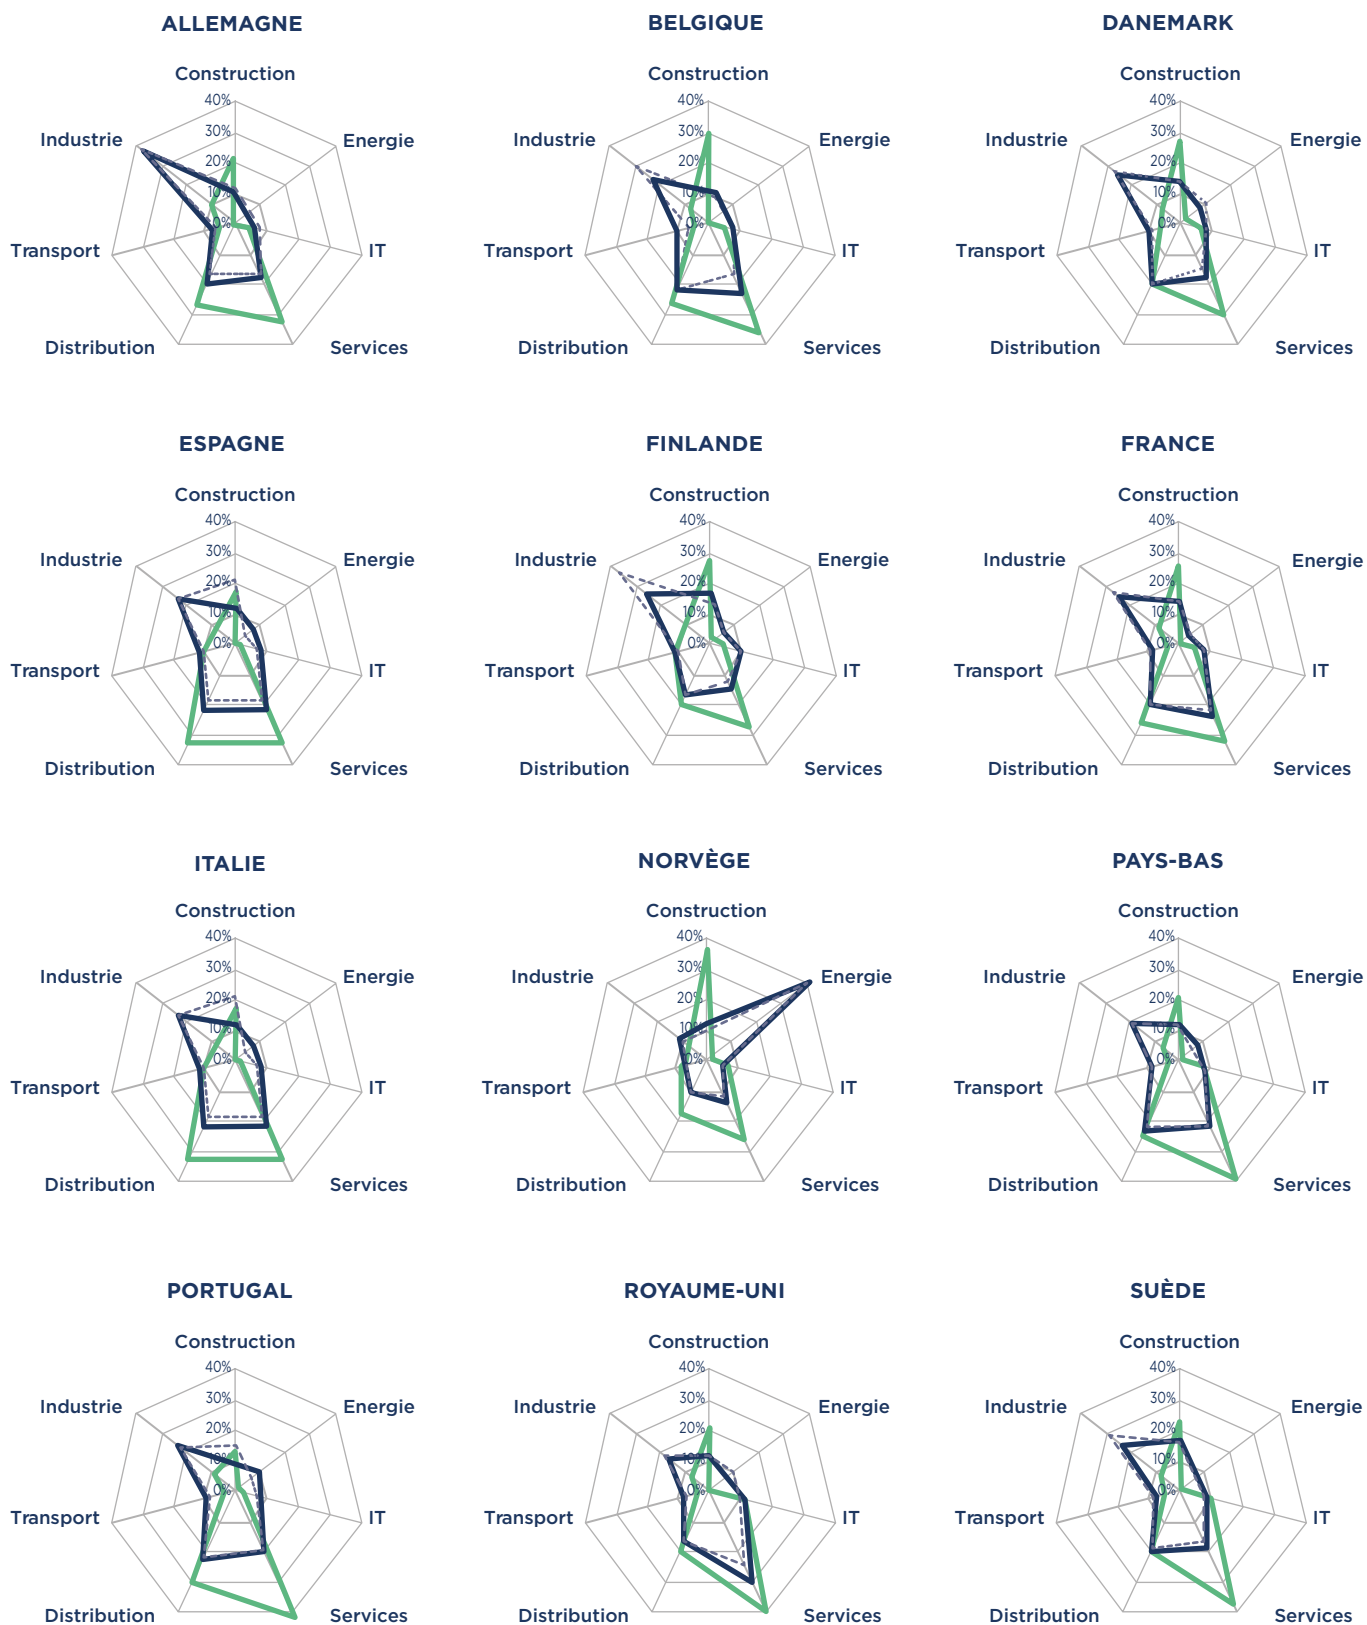 ALLEMAGNE
Construction
40%
30%
20%
10%
0%
Industrie
Energie
Transport
IT
Distribution
Services
BELGIQUE
Construction
40%
30%
20%
10%
0%
Industrie
Energie
Transport
IT
Distribution
Services
DANEMARK
Construction
40%
30%
20%
10%
0%
Industrie
Energie
Transport
IT
Distribution
Services
ESPAGNE
Construction
40%
30%
20%
10%
0%
Industrie
Energie
Transport
IT
Distribution
Services
FINLANDE
Construction
40%
30%
20%
10%
0%
Industrie
Energie
Transport
IT
Distribution
Services
FRANCE
Construction
40%
30%
20%
10%
0%
Industrie
Energie
Transport
IT
Distribution
Services
ITALIE
Construction
40%
30%
20%
10%
0%
Industrie
Energie
Transport
IT
Distribution
Services
NORVÈGE
Construction
40%
30%
20%
10%
0%
Industrie
Energie
Transport
IT
Distribution
Services
PAYS-BAS
Construction
40%
30%
20%
10%
0%
Industrie
Energie
Transport
IT
Distribution
Services
PORTUGAL
Construction
40%
30%
20%
10%
0%
Industrie
Energie
Transport
IT
Distribution
Services
ROYAUME-UNI
Construction
40%
30%
20%
10%
0%
Industrie
Energie
Transport
IT
Distribution
Services
SUÈDE
Construction
40%
30%
20%
10%
0%
Industrie
Energie
Transport
IT
Distribution
Services